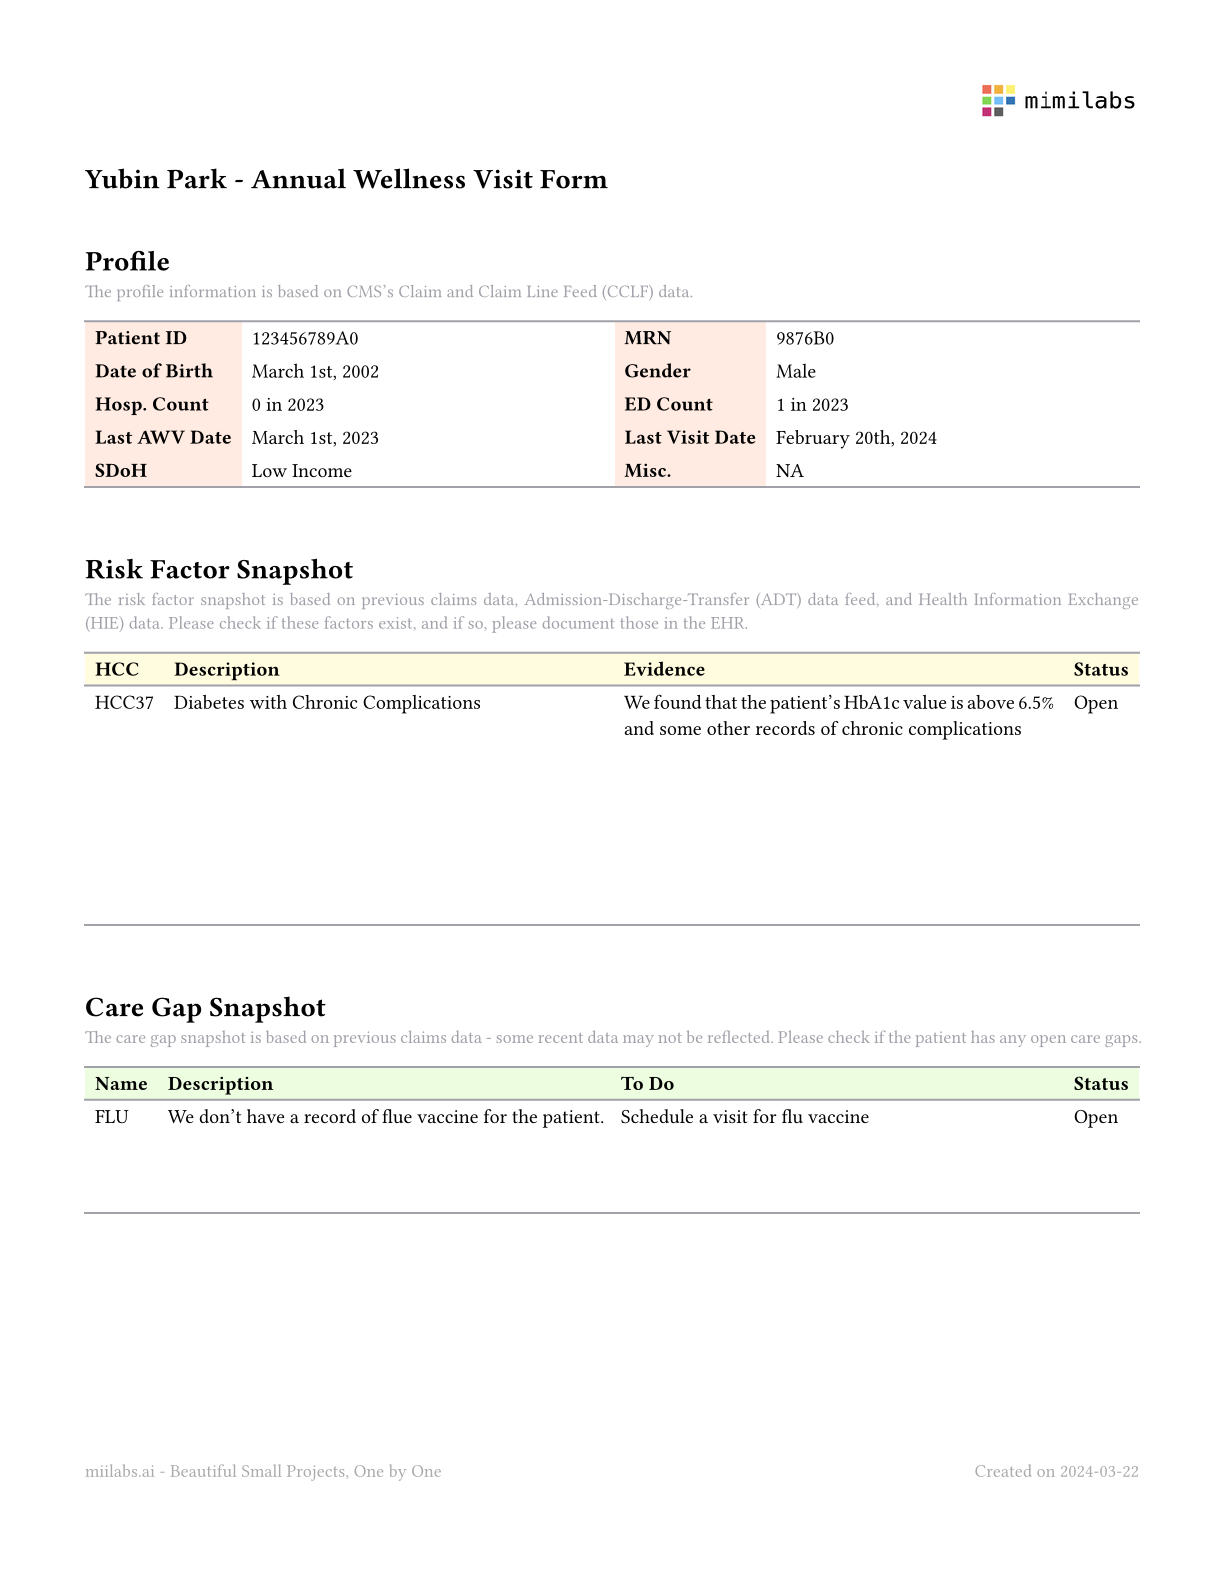 mimilabs
Yubin Park - Annual Wellness Visit Form
Profile
The profile information is based on CMS's Claim and Claim Line Feed (CCLF) data.
Patient ID 123456789A0 MRN 9876B0
Date of Birth March 1st, 2002 Gender Male
Hosp. Count 0 in 2023 ED Count 1 in 2023
Last AWV Date March 1st, 2023 Last Visit Date February 20th, 2024
SDoH Low Income Misc. NA
Risk Factor Snapshot
The risk factor snapshot is based on previous claims data, Admission-Discharge-Transfer (ADT) data feed, and Health Information Exchange
(HIE) data. Please check if these factors exist, and if so, please document those in the EHR.
HCC Description Evidence Status
HCC37 Diabetes with Chronic Complications We found that the patient's HbA1c value is above 6.5% Open
and some other records of chronic complications
Care Gap Snapshot
The care gap snapshot is based on previous claims data - some recent data may not be reflected. Please check if the patient has any open care gaps.
Name Description To Do Status
FLU We don't have a record of flue vaccine for the patient. Schedule a visit for flu vaccine Open
miilabs.ai - Beautiful Small Projects, One by One Created on 2024-03-22